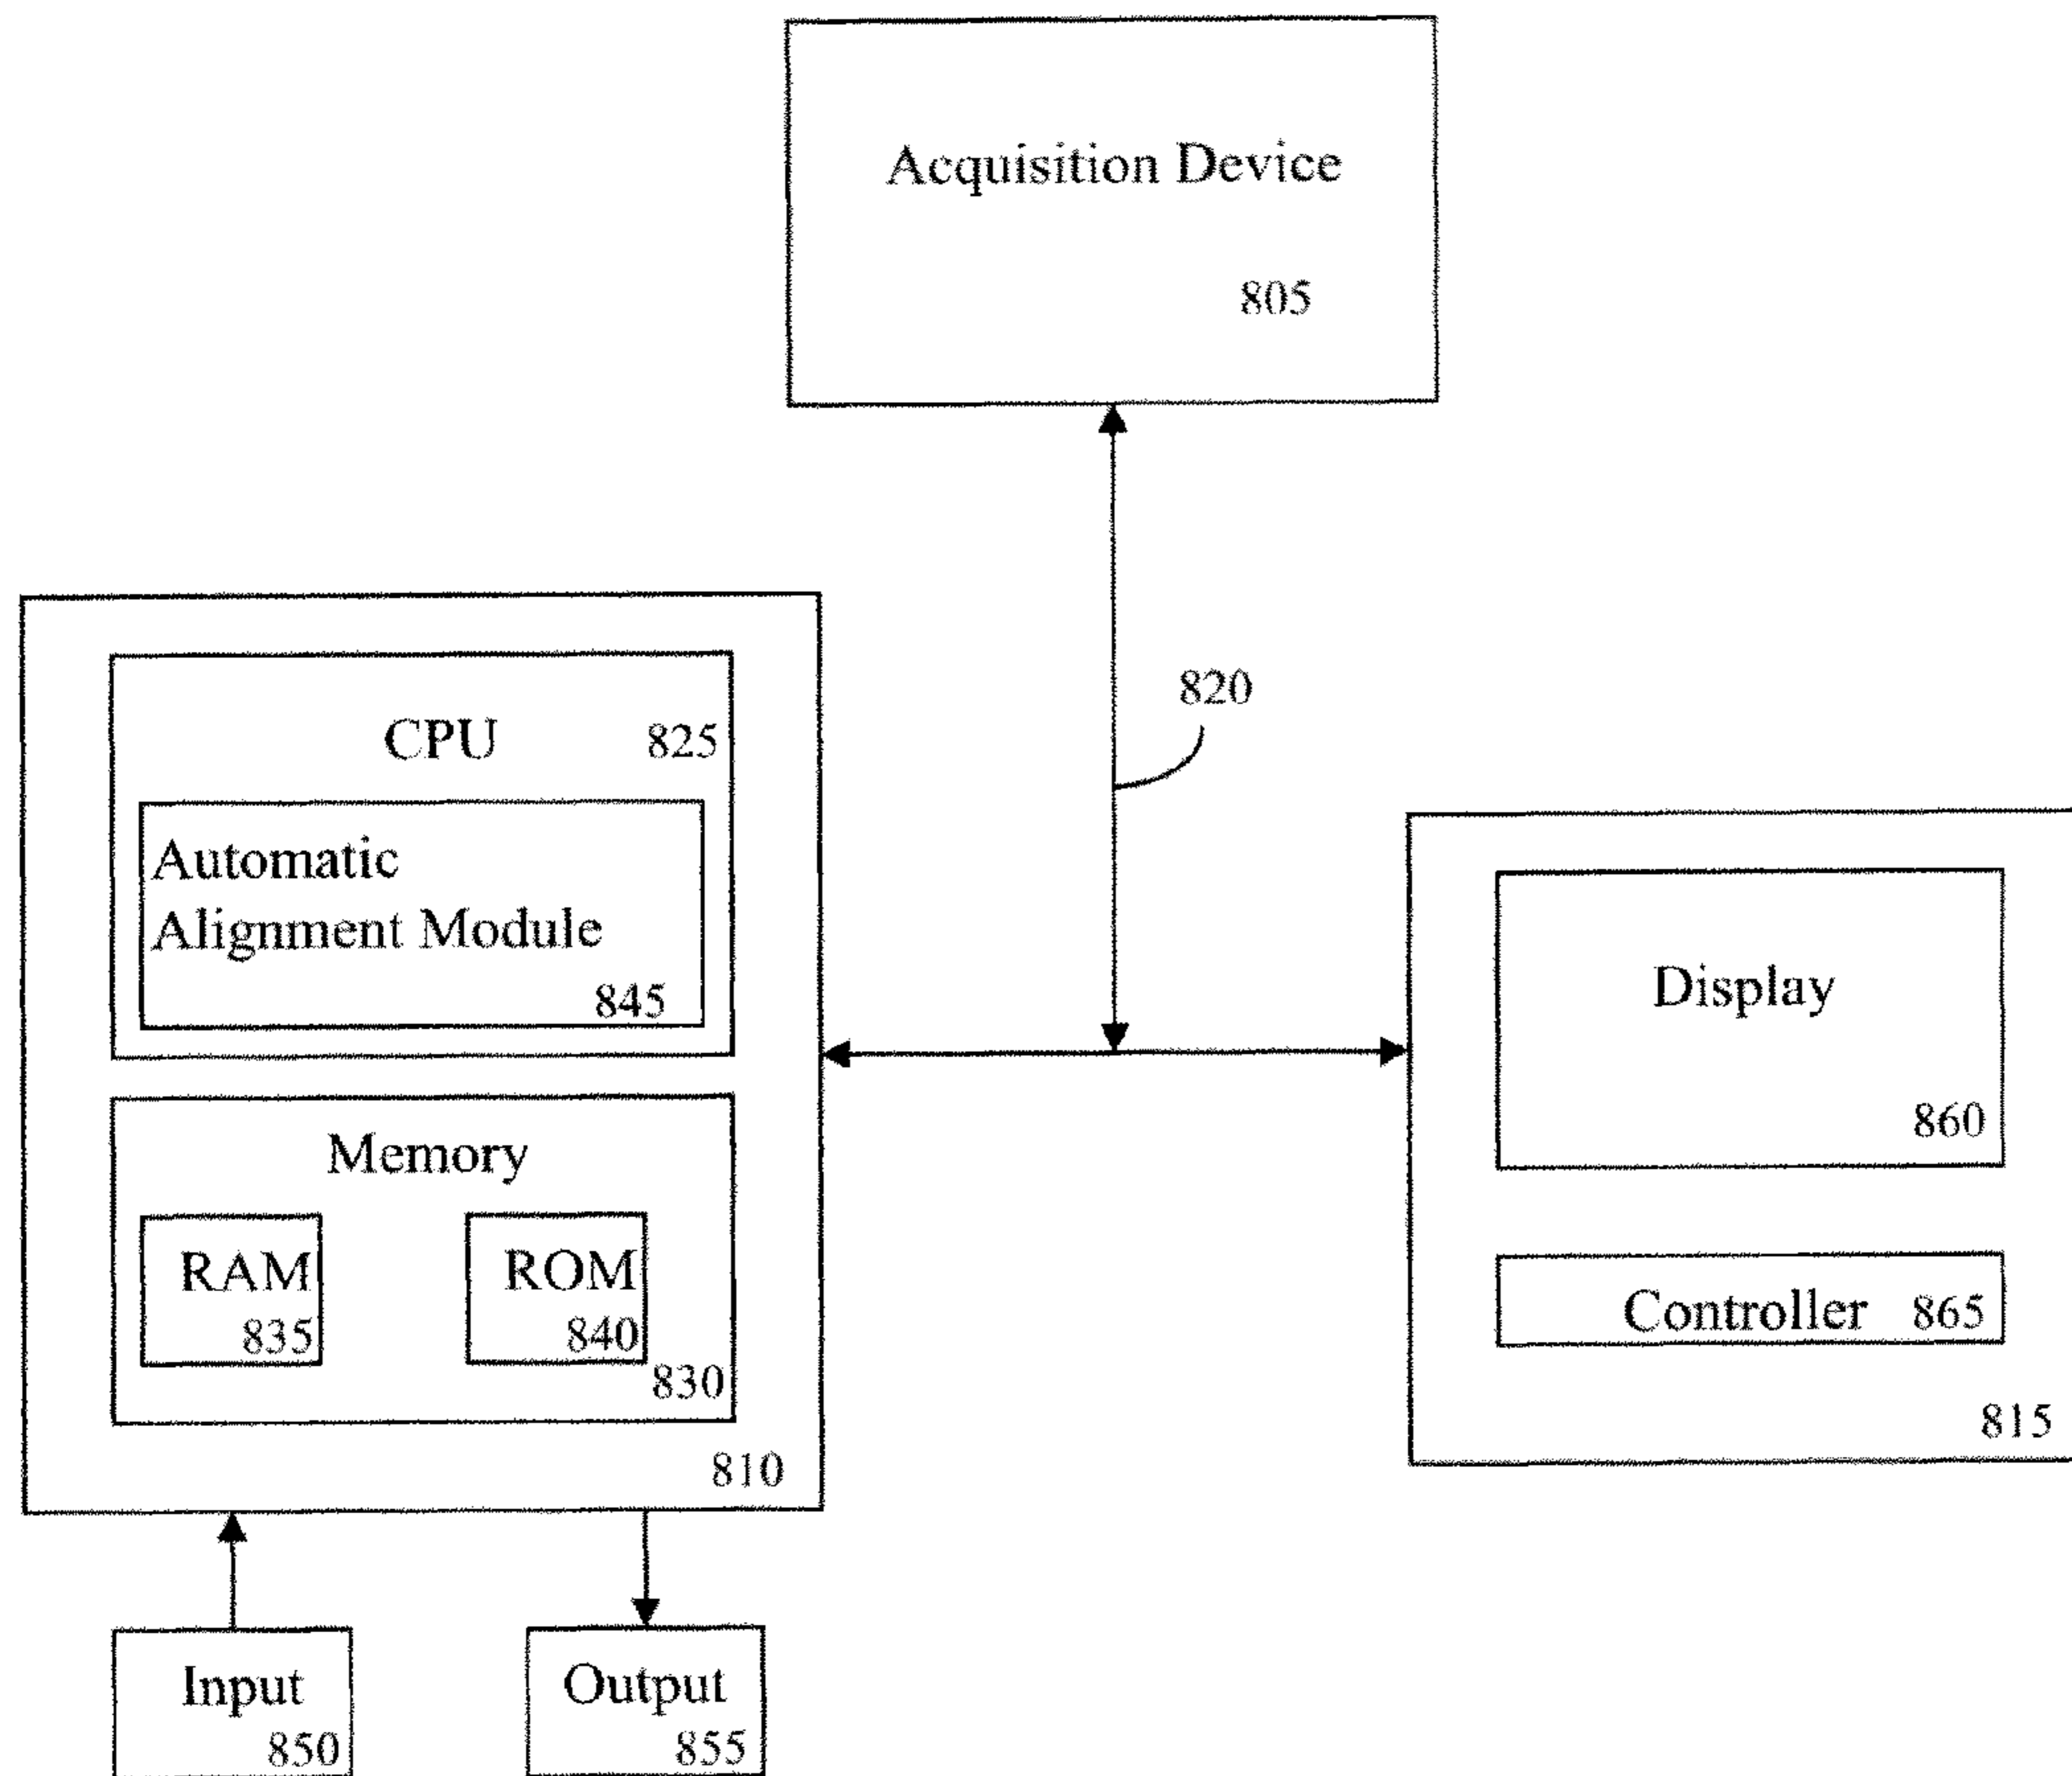 Acquisition Device
805
820
CPU 825
Automatic
Alignment Module
845
Memory
RAM
835
ROM
840
830
810
Input
850
Output
855
Display
860
Controller 865
815